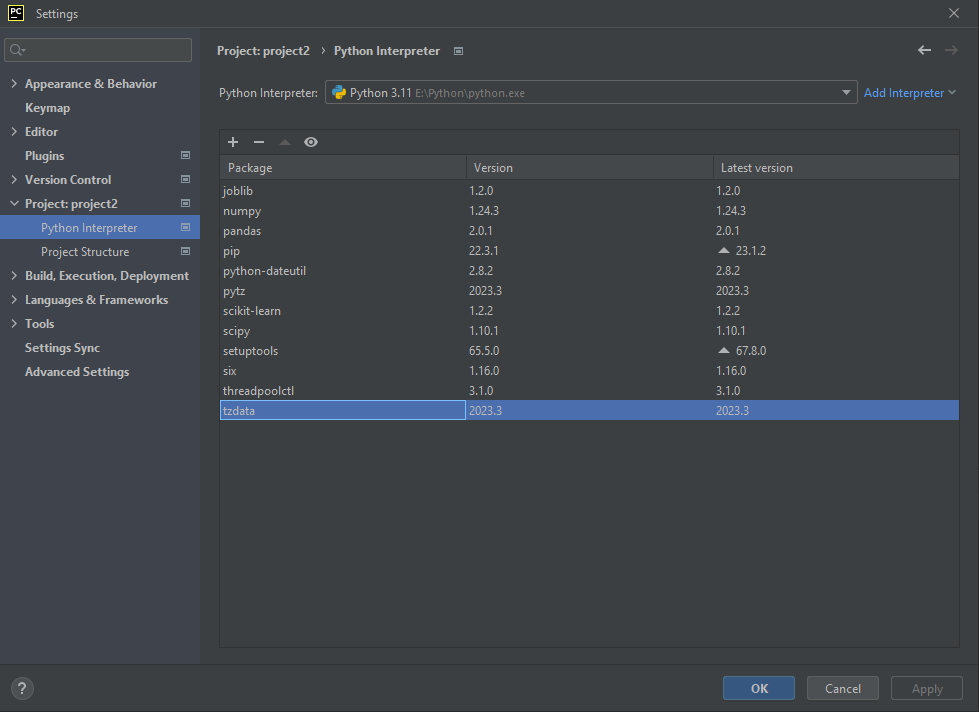 PC Settings
Project: project2 › Python Interpreter
Python Interpreter: Python 3.11 E:\Python\python.exe Add Interpreter
Appearance & Behavior
Keymap
Editor
Plugins
Version Control
Project: project2
Python Interpreter
Project Structure
Build, Execution, Deployment
Languages & Frameworks
Tools
Settings Sync
Advanced Settings
Package Version Latest version
joblib 1.2.0 1.2.0
numpy 1.24.3 1.24.3
pandas 2.0.1 2.0.1
pip 22.3.1 23.1.2
python-dateutil 2.8.2 2.8.2
pytz 2023.3 2023.3
scikit-learn 1.2.2 1.2.2
scipy 1.10.1 1.10.1
setuptools 65.5.0 67.8.0
six 1.16.0 1.16.0
threadpoolctl 3.1.0 3.1.0
tzdata 2023.3 2023.3
? OK Cancel Apply